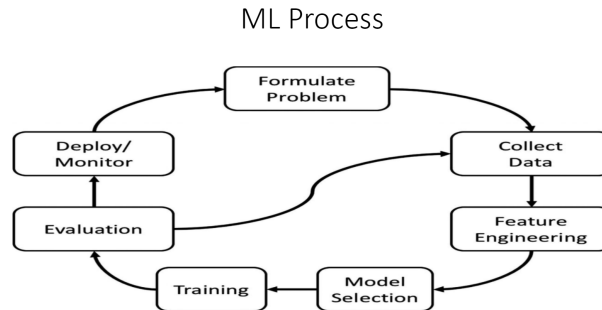 ML Process
Formulate
Problem
Collect
Data
Feature
Engineering
Model
Selection
Training
Evaluation
Deploy/
Monitor